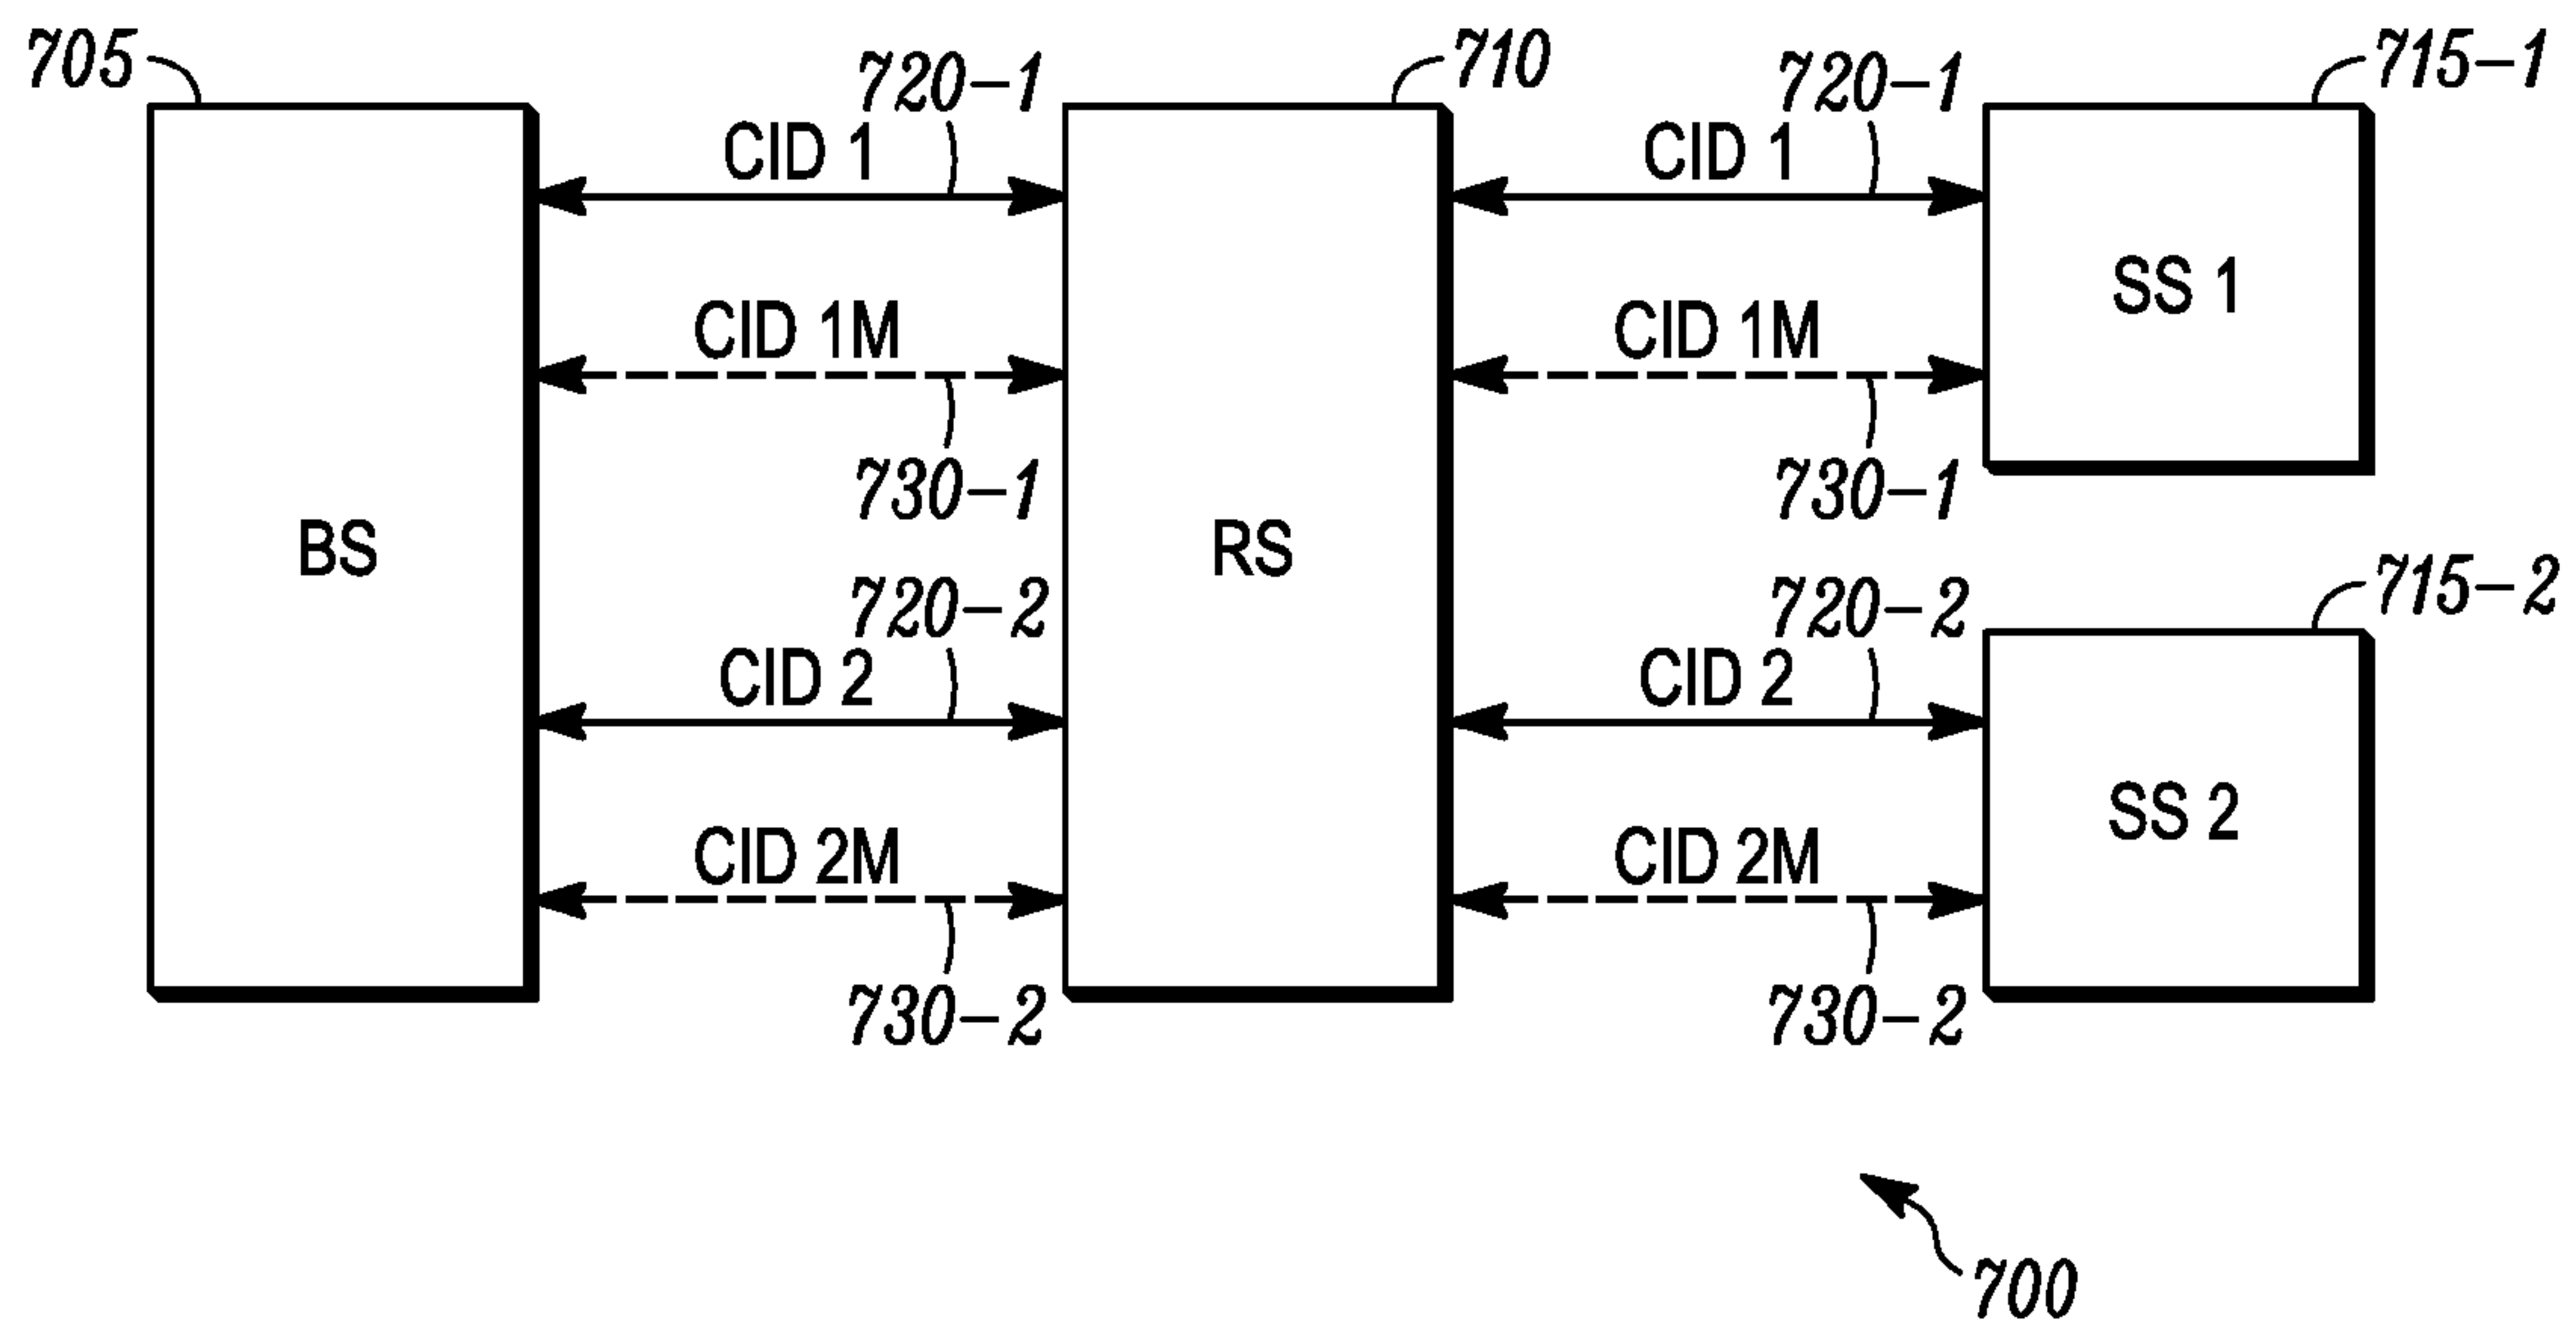 705
720-1
710
720-1
715-1
CID 1
CID 1
SS 1
CID 1M
CID 1M
730-1
730-1
BS
RS
720-2
720-2
715-2
CID 2
CID 2
SS 2
CID 2M
CID 2M
730-2
730-2
700